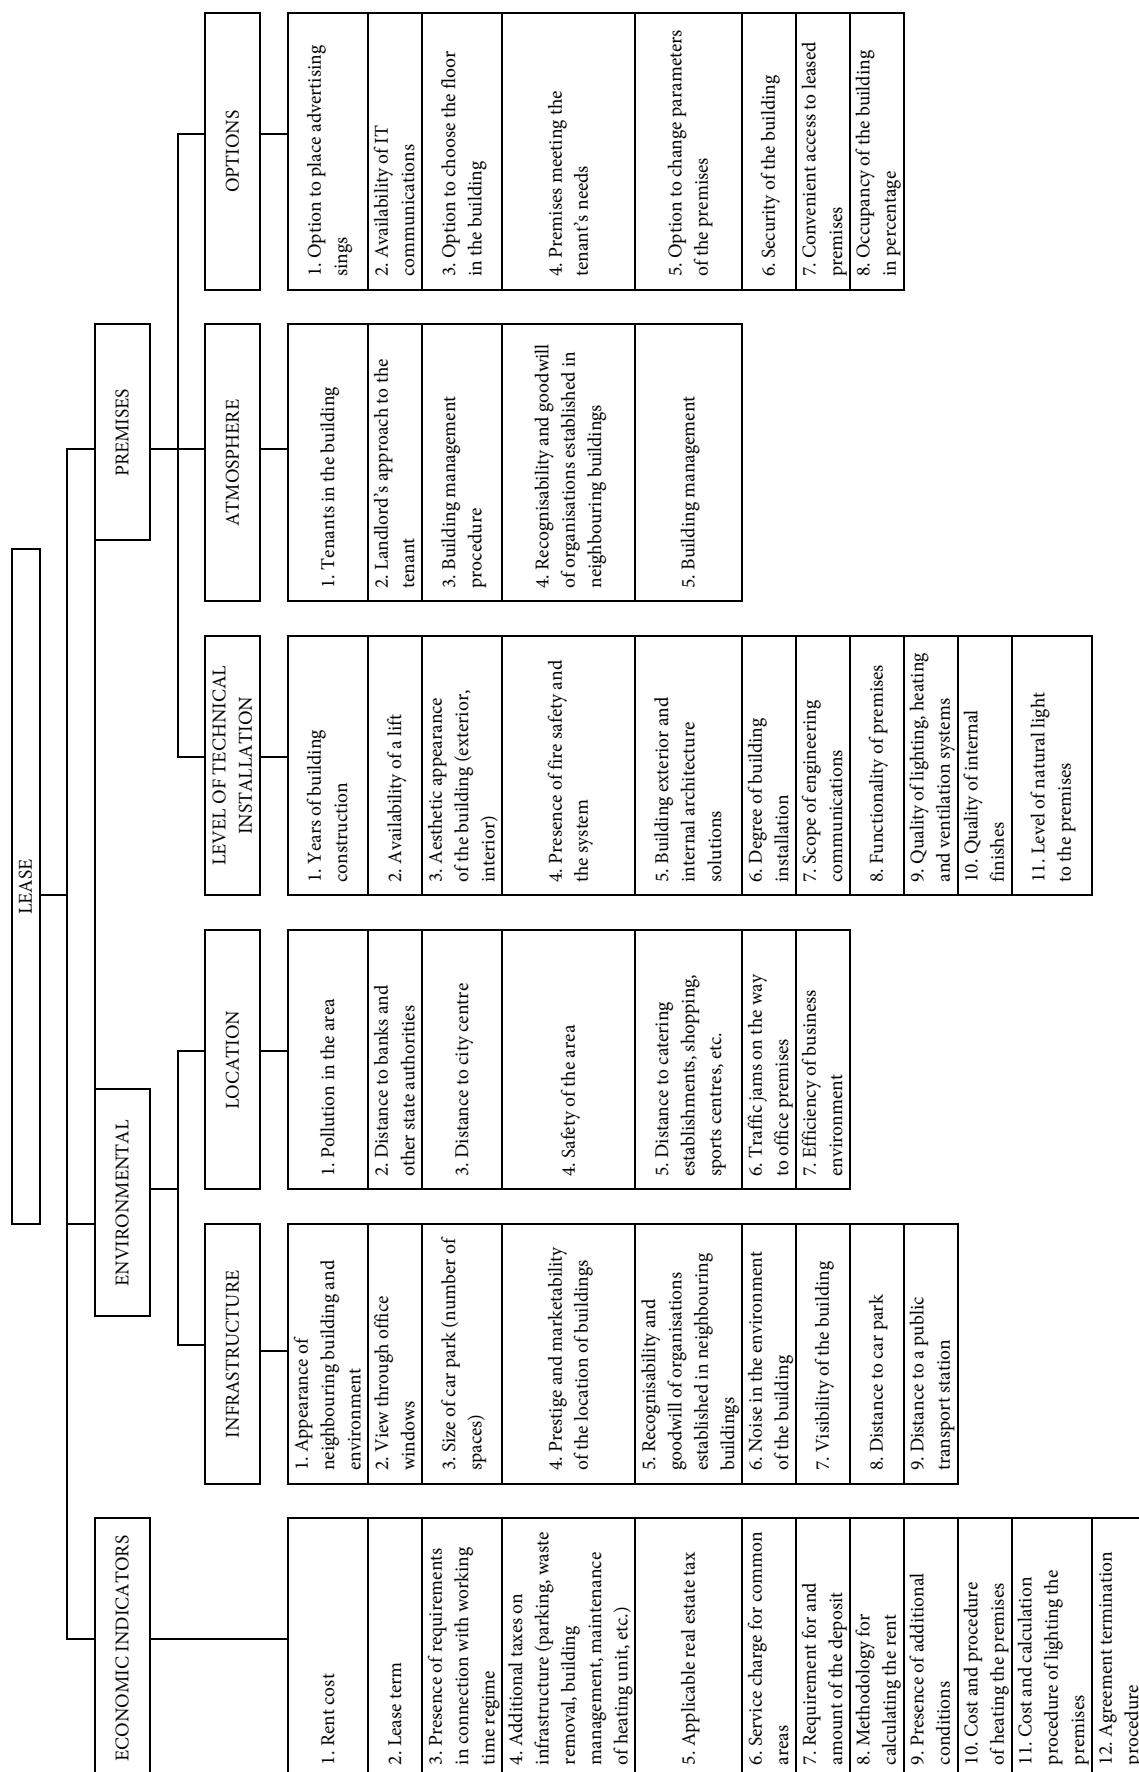 LEASE
ECONOMIC INDICATORS
ENVIRONMENTAL
PREMISES
INFRASTRUCTURE
LOCATION
LEVEL OF TECHNICAL
INSTALLATION
ATMOSPHERE
OPTIONS
1. Rent cost
2. Lease term
3. Presence of requirements
in connection with working
time regime
4. Additional taxes on
infrastructure (parking, waste
removal, building
management, maintenance
of heating unit, etc.)
5. Applicable real estate tax
6. Service charge for common
areas
7. Requirement for and
amount of the deposit
8. Methodology for
calculating the rent
9. Presence of additional
conditions
10. Cost and procedure
of heating the premises
11. Cost and calculation
procedure of lighting the
premises
12. Agreement termination
procedure
1. Appearance of
neighbouring building and
environment
2. View through office
windows
3. Size of car park (number of
spaces)
4. Prestige and marketability
of the location of buildings
5. Recognisability and
goodwill of organisations
established in neighbouring
buildings
6. Noise in the environment
of the building
7. Visibility of the building
8. Distance to car park
9. Distance to a public
transport station
1. Pollution in the area
2. Distance to banks and
other state authorities
3. Distance to city centre
4. Safety of the area
5. Distance to catering
establishments, shopping,
sports centres, etc.
6. Traffic jams on the way
to office premises
7. Efficiency of business
environment
1. Years of building
construction
2. Availability of a lift
3. Aesthetic appearance
of the building (exterior,
interior)
4. Presence of fire safety and
the system
5. Building exterior and
internal architecture
solutions
6. Degree of building
installation
7. Scope of engineering
communications
8. Functionality of premises
9. Quality of lighting, heating
and ventilation systems
10. Quality of internal
finishes
11. Level of natural light
to the premises
1. Tenants in the building
2. Landlord's approach to the
tenant
3. Building management
procedure
4. Recognisability and goodwill
of organisations established in
neighbouring buildings
5. Building management
1. Option to place advertising
sings
2. Availability of IT
communications
3. Option to choose the floor
in the building
4. Premises meeting the
tenant's needs
5. Option to change parameters
of the premises
6. Security of the building
7. Convenient access to leased
premises
8. Occupancy of the building
in percentage